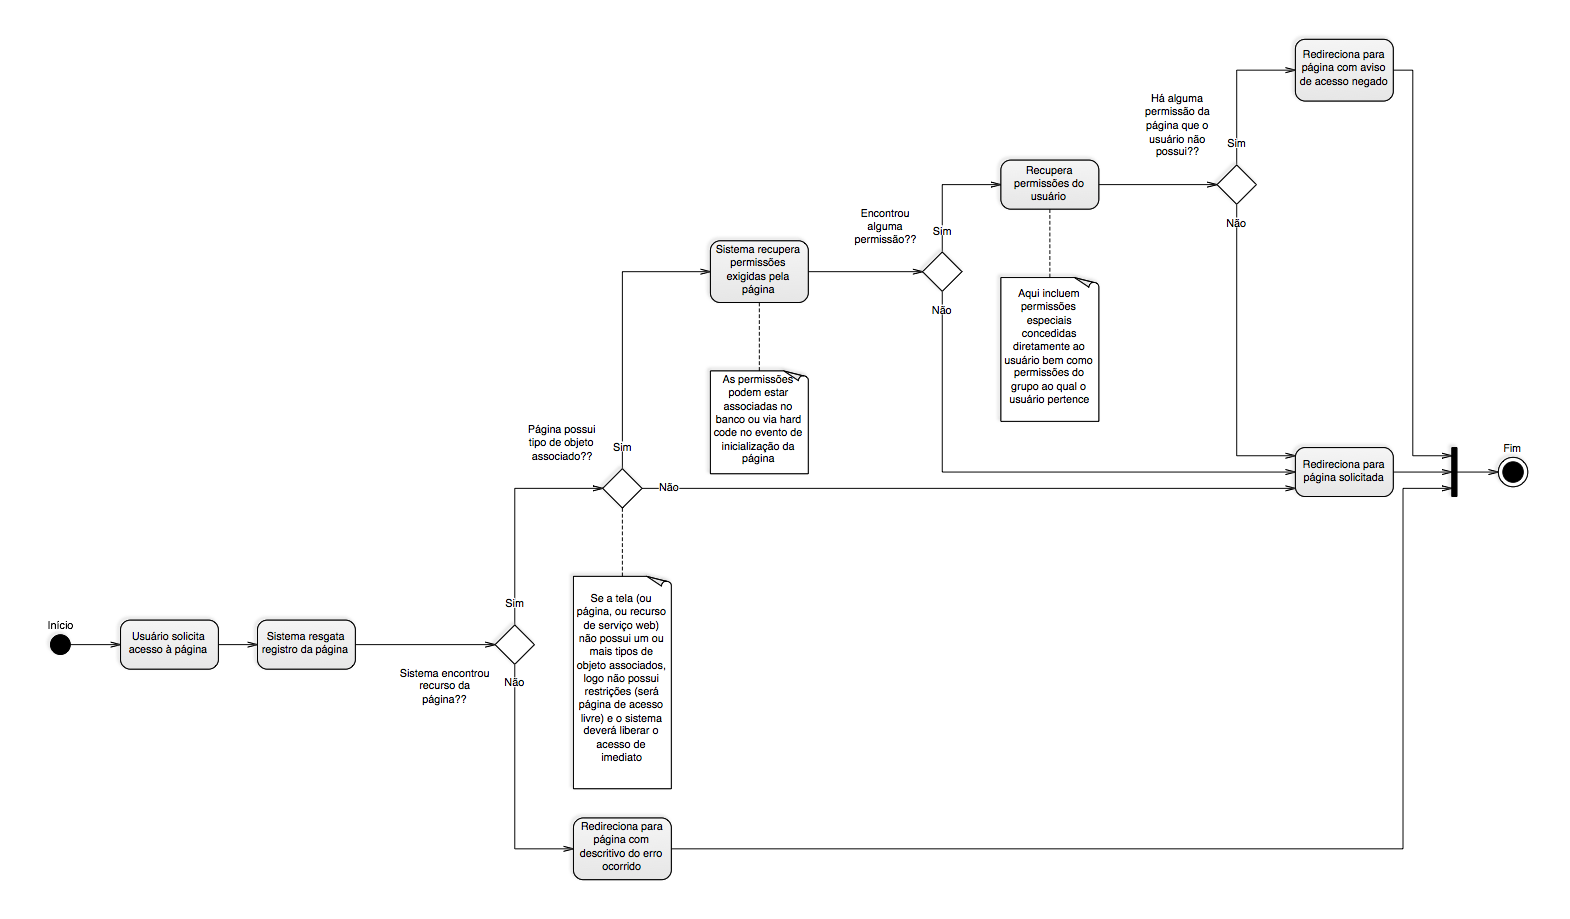 Início
Usuário solicita
acesso à página
Sistema resgata
registro da página
Sistema encontrou
recurso da
página??
Sim
Não
Redireciona para
página com
descritivo do erro
ocorrido
Página possui
tipo de objeto
associado??
Sim
Não
Se a tela (ou
página, ou recurso
de serviço web)
não possui um ou
mais tipos de
objeto associados,
logo não possui
restrições (será
página de acesso
livre) e o sistema
deverá liberar o
acesso de
imediato
Sistema recupera
permissões
exigidas pela
página
As permissões
podem estar
associadas no
banco ou via hard
code no evento de
inicialização da
página
Encontrou
alguma
permissão??
Sim
Não
Recupera
permissões do
usuário
Aqui incluem
permissões
especiais
concedidas
diretamente ao
usuário bem como
permissões do
grupo ao qual o
usuário pertence
Há alguma
permissão da
página que o
usuário não
possui??
Sim
Não
Redireciona para
página com aviso
de acesso negado
Redireciona para
página solicitada
Fim